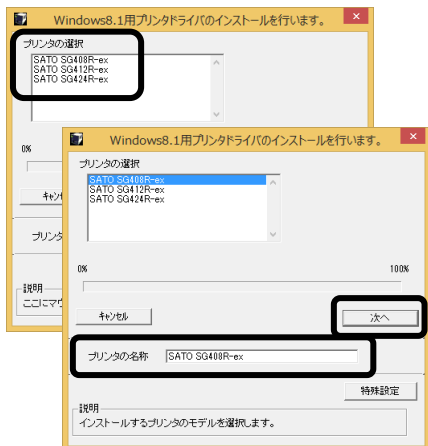 Windows8.1用プリンタドライバのインストールを行います。
プリンタの選択
SATO SG408R-ex
SATO SG412R-ex
SATO SG424R-ex
0%
キャン
プリンタ
説明
ここにマウ
Windows8.1用プリンタドライバのインストールを行います。
プリンタの選択
SATO SG408R-ex
SATO SG412R-ex
SATO SG424R-ex
0%
100%
キャンセル
次へ
プリンタの名称
SATO SG408R-ex
特殊設定
説明
インストールするプリンタのモデルを選択します。